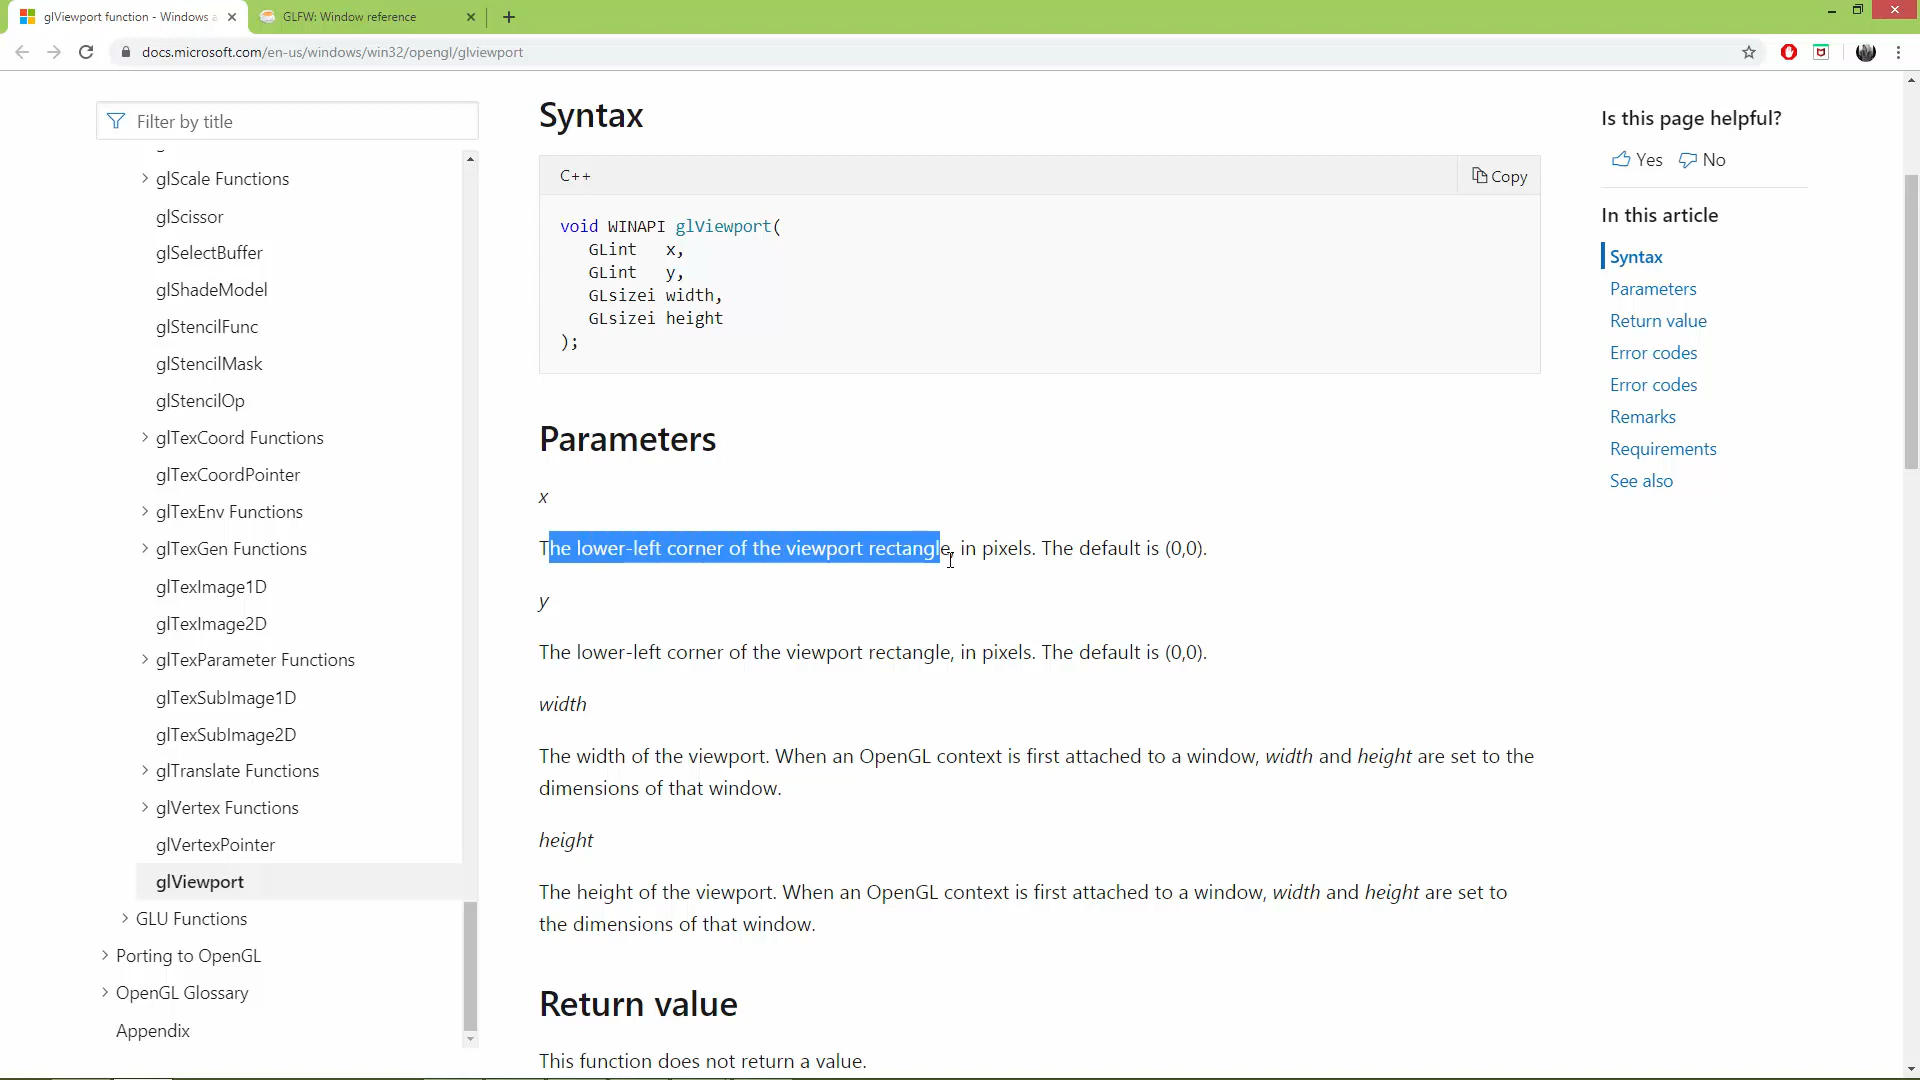 glViewport function - Windows a
GLFW: Window reference
docs.microsoft.com/en-us/windows/win32/opengl/glviewport
Filter by title
glScale Functions
glScissor
glSelectBuffer
glShadeModel
glStencilFunc
glStencilMask
glStencilOp
glTexCoord Functions
glTexCoordPointer
glTexEnv Functions
glTexGen Functions
glTexImage1D
glTexImage2D
glTexParameter Functions
glTexSubImage1D
glTexSubImage2D
glTranslate Functions
glVertex Functions
glVertexPointer
glViewport
GLU Functions
Porting to OpenGL
OpenGL Glossary
Appendix
Syntax
C++
Copy
void WINAPI glViewport(
GLint x,
GLint y,
GLsizei width,
GLsizei height
);
Parameters
x
The lower-left corner of the viewport rectangle, in pixels. The default is (0,0).
y
The lower-left corner of the viewport rectangle, in pixels. The default is (0,0).
width
The width of the viewport. When an OpenGL context is first attached to a window, width and height are set to the
dimensions of that window.
height
The height of the viewport. When an OpenGL context is first attached to a window, width and height are set to
the dimensions of that window.
Return value
This function does not return a value.
Is this page helpful?
Yes No
In this article
Syntax
Parameters
Return value
Error codes
Error codes
Remarks
Requirements
See also